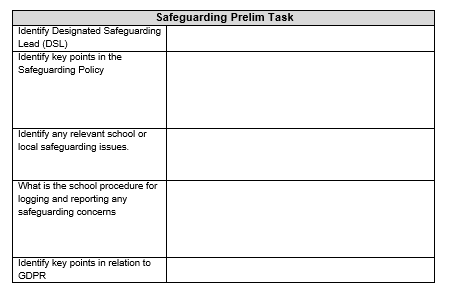 Safeguarding Prelim Task
Identify Designated Safeguarding
Lead (DSL)
Identify key points in the
Safeguarding Policy
Identify any relevant school or
local safeguarding issues.
What is the school procedure for
logging and reporting any
safeguarding concerns
Identify key points in relation to
GDPR